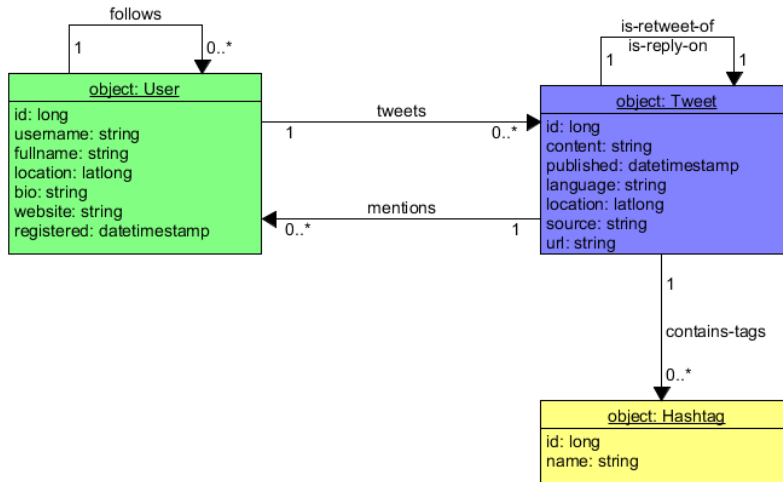 follows
1
0..*
object: User
id: long
username: string
fullname: string
location: latlong
bio: string
website: string
registered: datetimestamp
tweets
1
0..*
mentions
0..*
1
is-retweet-of
is-reply-on
1
1
object: Tweet
id: long
content: string
published: datetimestamp
language: string
location: latlong
source: string
url: string
1
contains-tags
0..*
object: Hashtag
id: long
name: string